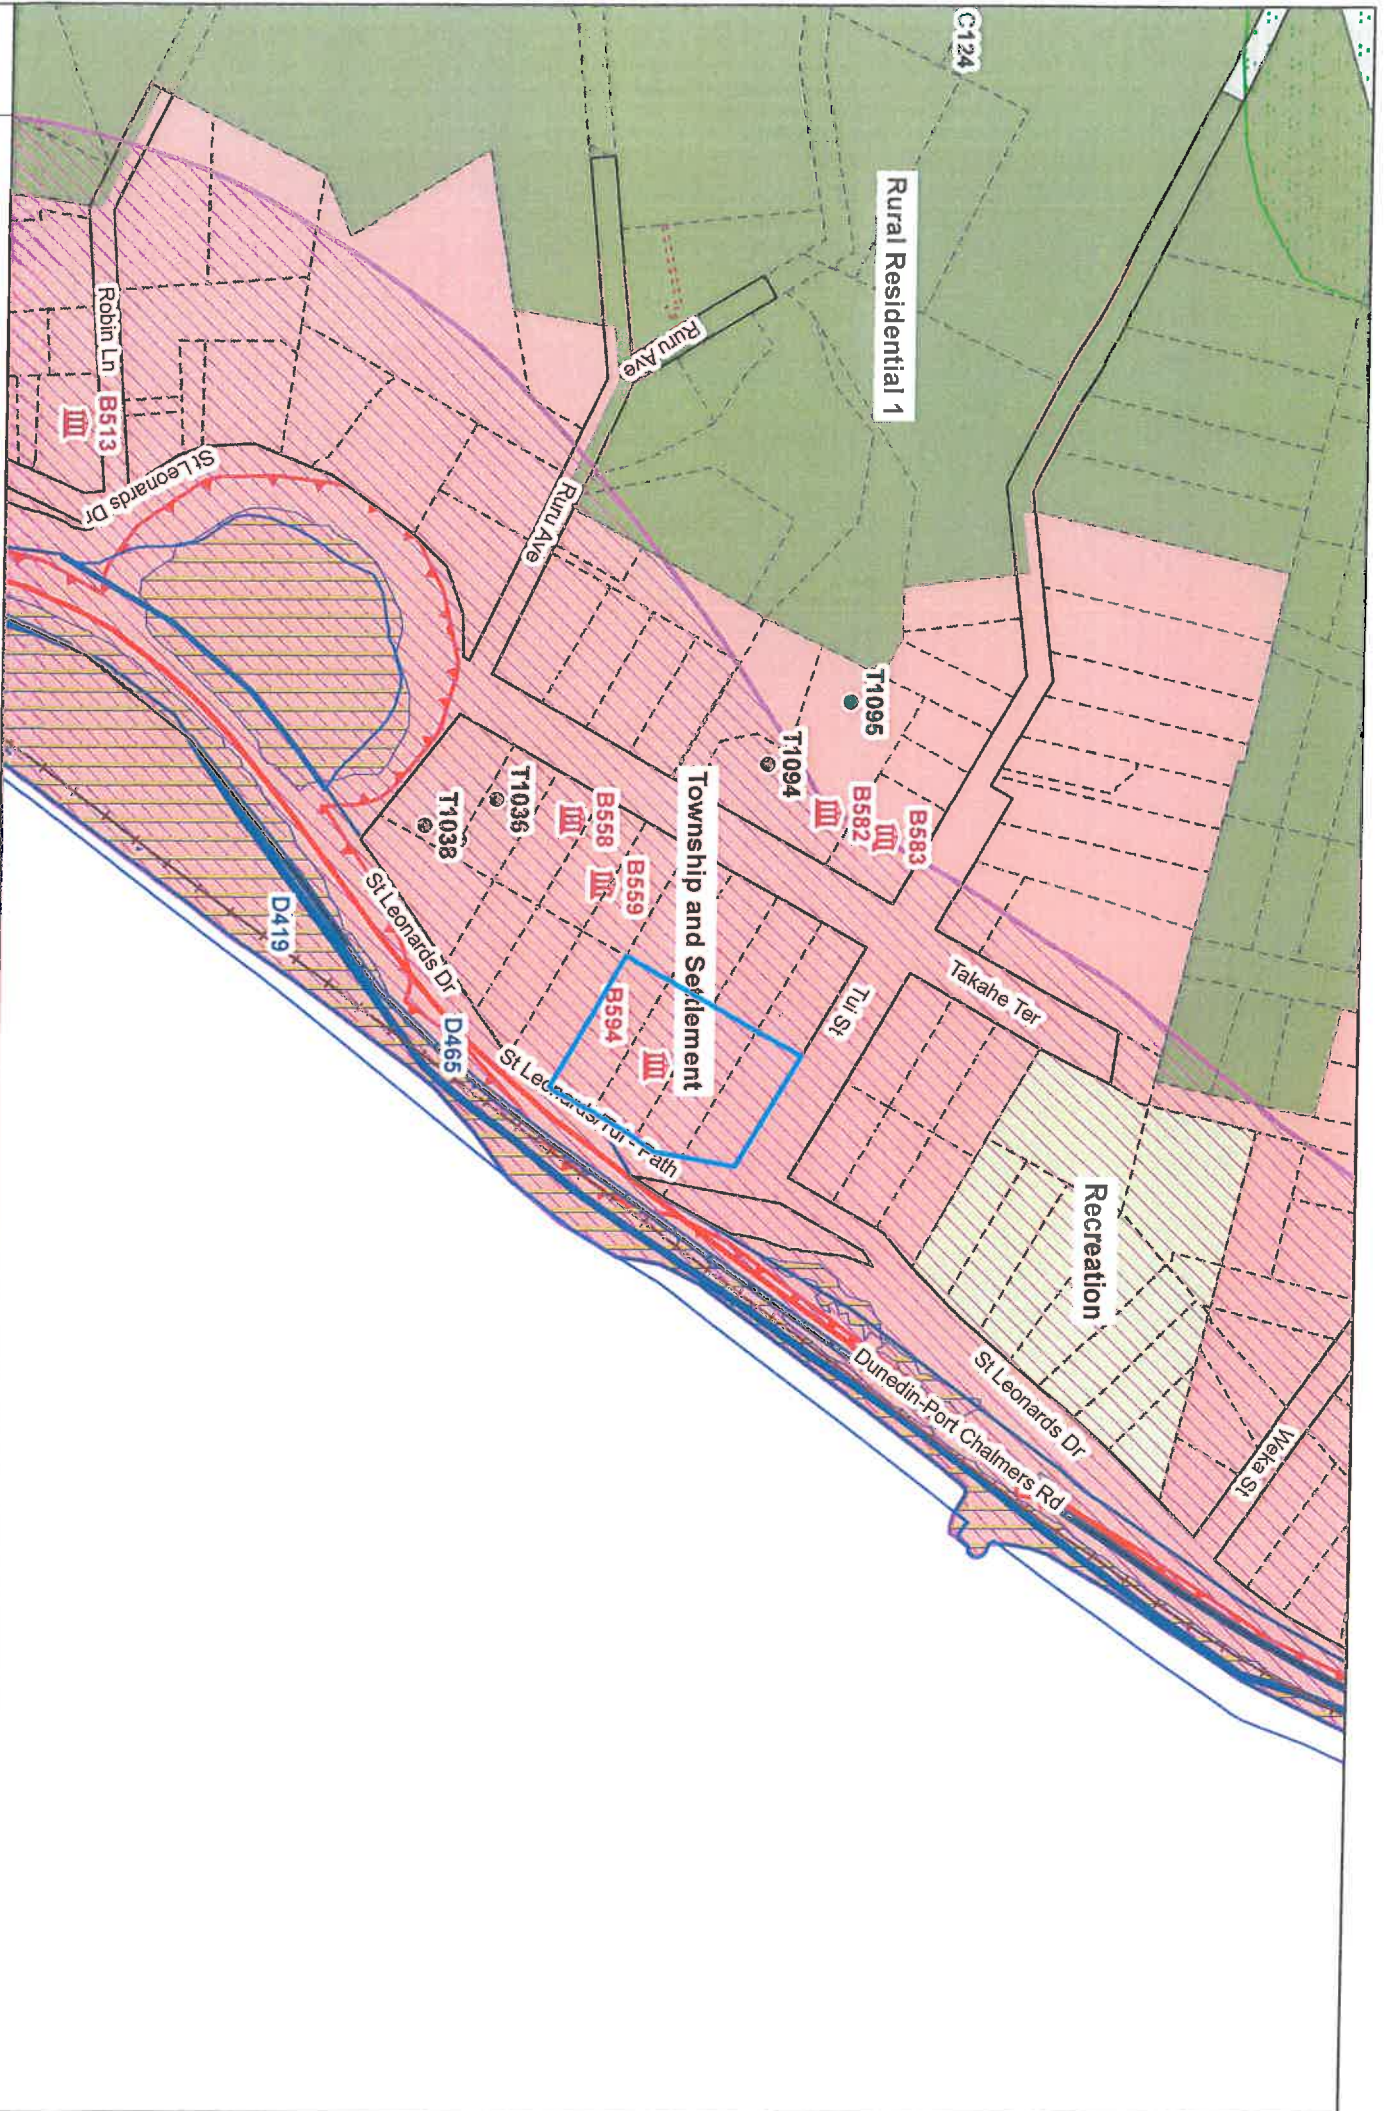 C124
Rural Residential 1
Ruru Ave
Ruru Ave
Robin Ln
B513
St Leonards Dr
T1095
T1094
B582
B583
T1036
T1038
B558
B559
Township and Settlement
B594
Tui St
Takahe Ter
St Leonards Dr
D419
D465
St Leonards/Tui - Path
Recreation
St Leonards Dr
Dunedin-Port Chalmers Rd
Weka St